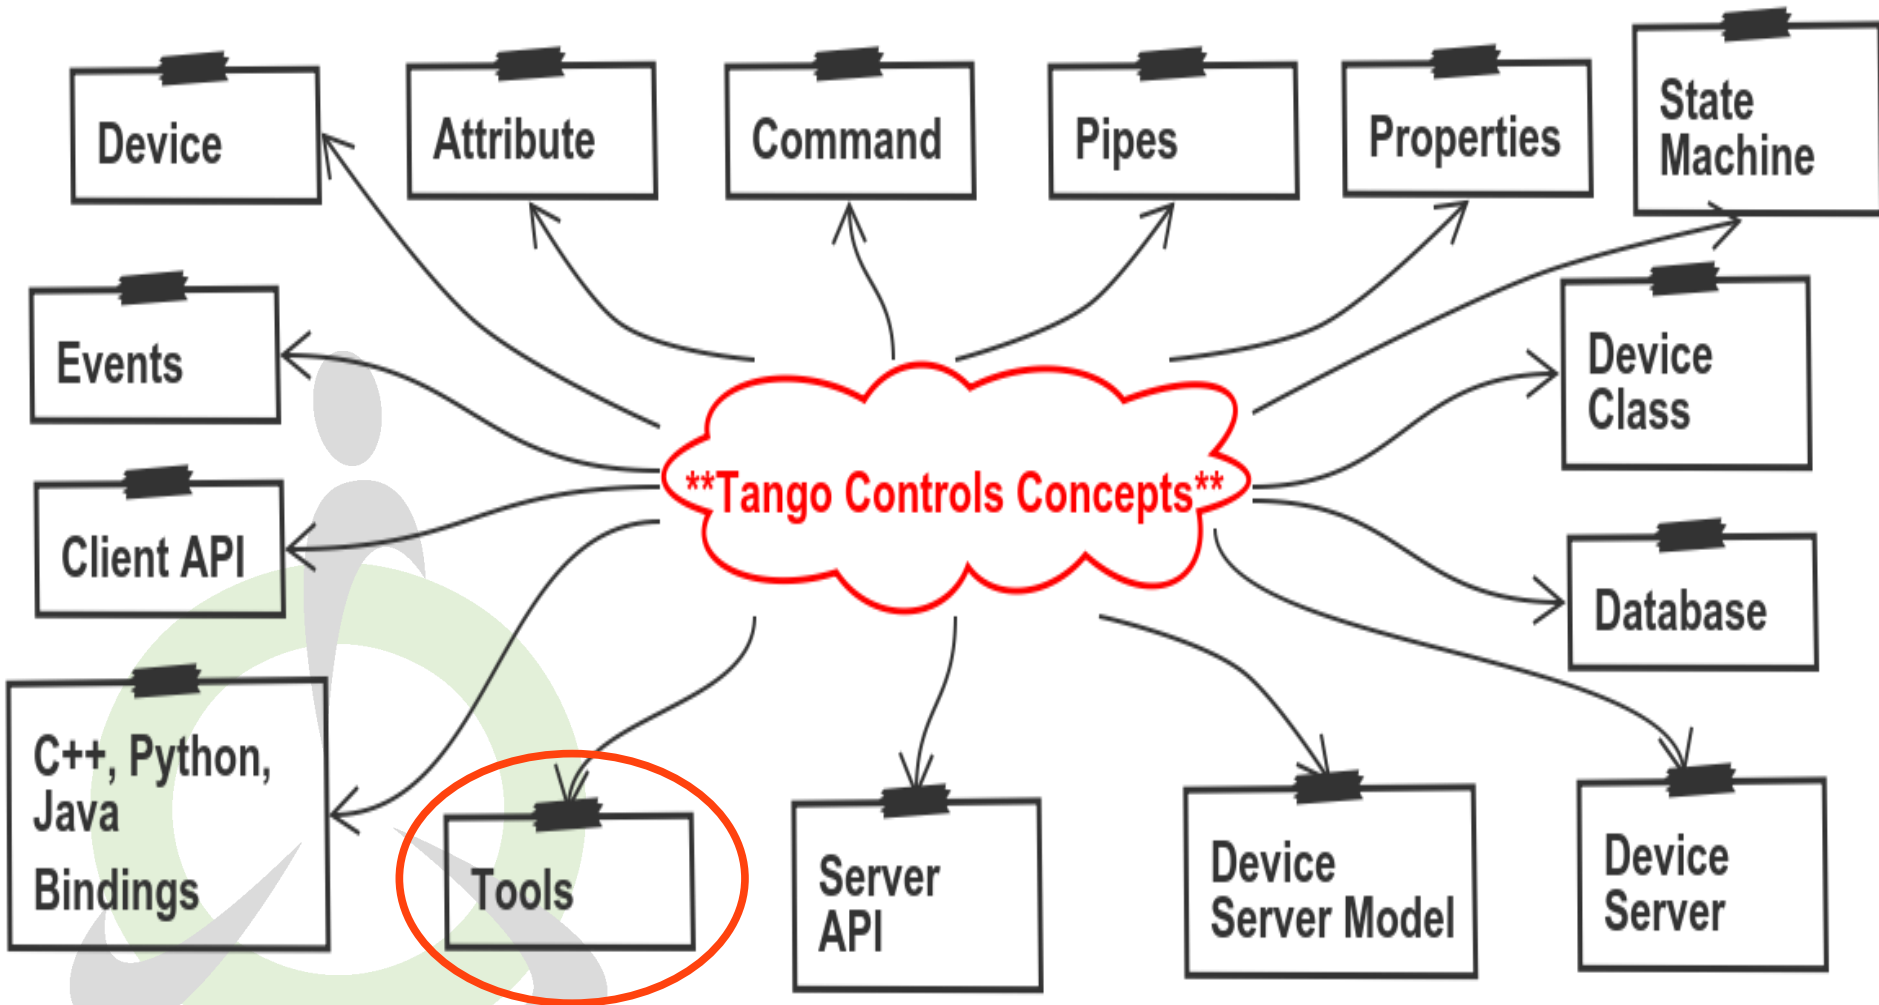 Device
Attribute
Command
Pipes
Properties
State
Machine
Events
Device
Class
**Tango Controls Concepts**
Client API
Database
C++, Python,
Java
Bindings
Tools
Server
API
Device
Server Model
Device
Server